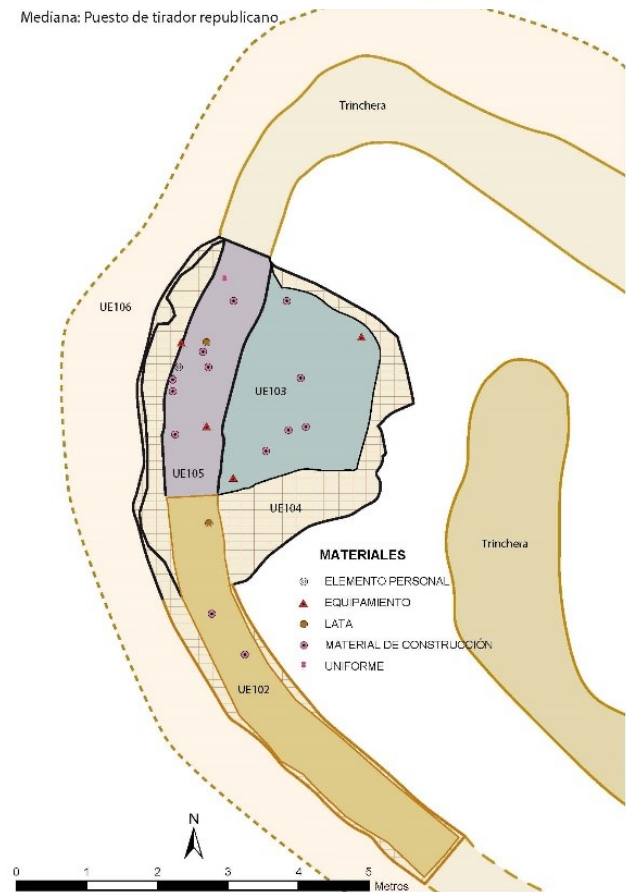 Mediana: Puesto de tirador republicano
Trinchera
UE106
UE103
UE105
UE104
Trinchera
MATERIALES
ELEMENTO PERSONAL
EQUIPAMIENTO
LATA
MATERIAL DE CONSTRUCCIÓN
UNIFORME
UE102
N
0 1 2 3 4 5
Metros